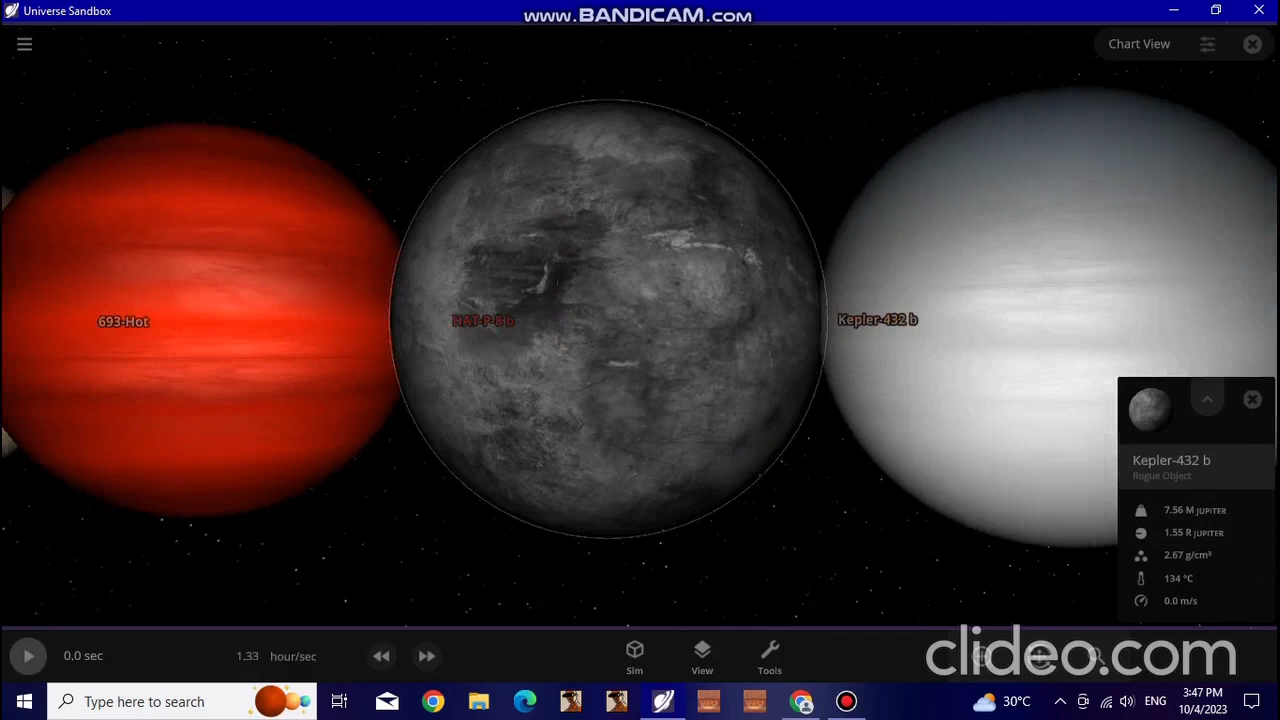 Universe Sandbox
www.BANDICAM.com
Chart View
693-Hot
HAT-P-8 b
Kepler-432 b
Kepler-432 b
Rogue Object
7.56 M JUPITER
1.55 R JUPITER
2.67 g/cm³
134 °C
0.0 m/s
0.0 sec
1.33 hour/sec
Sim
View
Tools
clideo.com
Type here to search
30°C
ENG
3:47 PM
10/4/2023